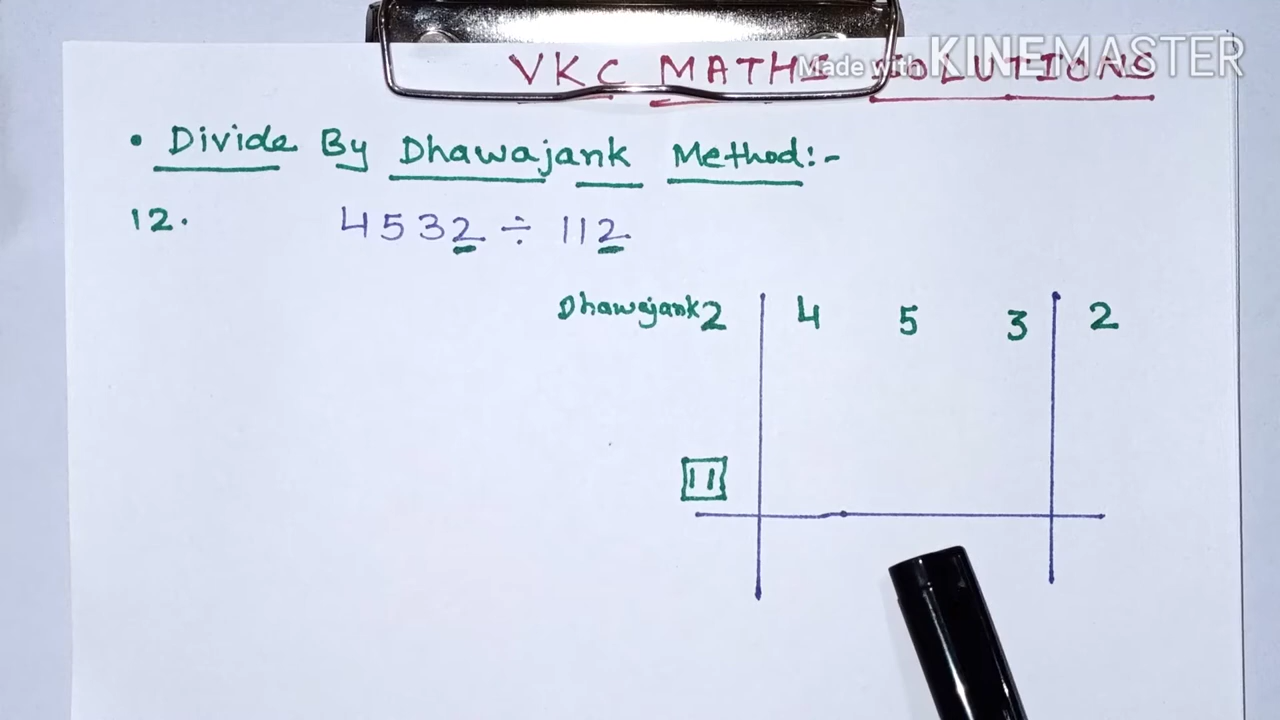 VKC MATHS SOLUTIONS
Made with KINEMASTER
• Divide By Dhawajank Method:-
12. 4532 ÷ 112
Dhawajank 2 4 5 3 2
11